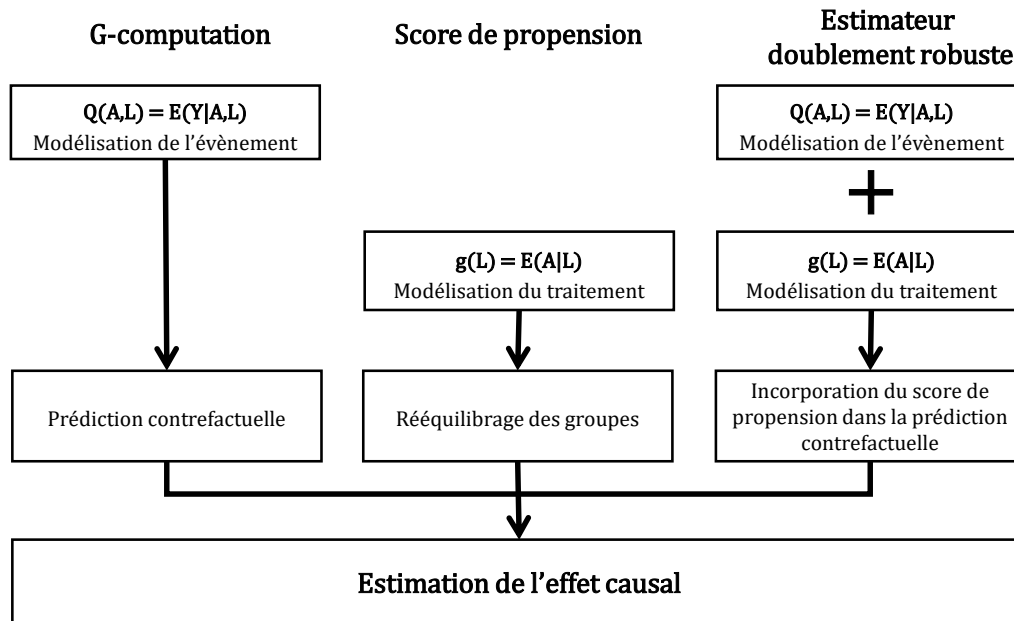 G-computation
Score de propension
Estimateur
doublement robuste
Q(A,L) = E(Y|A,L)
Modélisation de l’évènement
Q(A,L) = E(Y|A,L)
Modélisation de l’évènement
+
g(L) = E(A|L)
Modélisation du traitement
g(L) = E(A|L)
Modélisation du traitement
Prédiction contrefactuelle
Rééquilibrage des groupes
Incorporation du score de
propension dans la prédiction
contrefactuelle
Estimation de l’effet causal